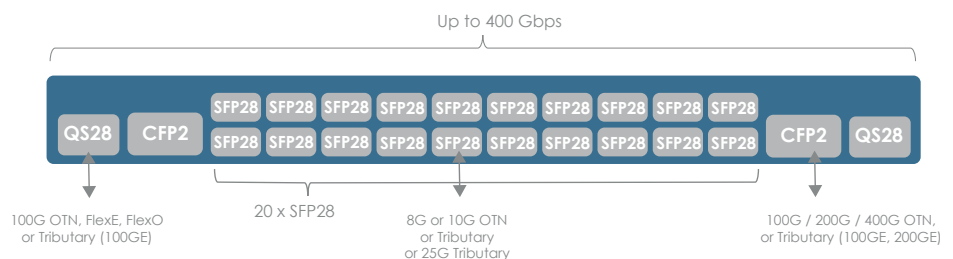 Up to 400 Gbps
SFP28 SFP28 SFP28 SFP28 SFP28 SFP28 SFP28 SFP28 SFP28 SFP28
QS28 CFP2 CFP2 QS28
SFP28 SFP28 SFP28 SFP28 SFP28 SFP28 SFP28 SFP28 SFP28 SFP28
20 x SFP28
100G OTN, FlexE, FlexO
or Tributary (100GE)
8G or 10G OTN
or Tributary
or 25G Tributary
100G / 200G / 400G OTN,
or Tributary (100GE, 200GE)